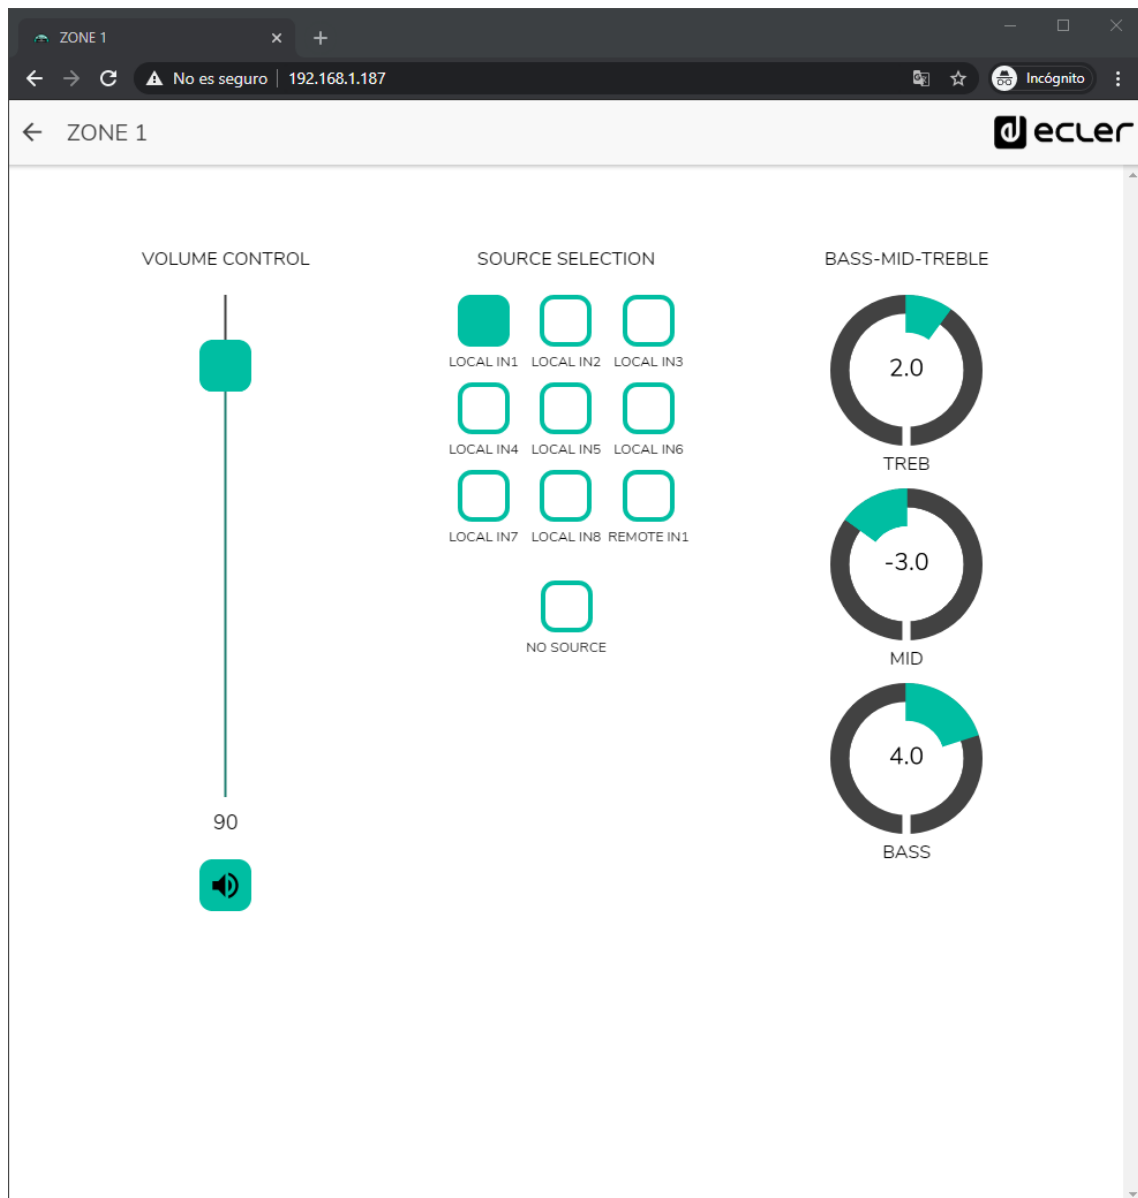 ZONE 1
No es seguro 192.168.1.187 Incógnito
ZONE 1 ecler
VOLUME CONTROL
90
SOURCE SELECTION
LOCAL IN1 LOCAL IN2 LOCAL IN3
LOCAL IN4 LOCAL IN5 LOCAL IN6
LOCAL IN7 LOCAL IN8 REMOTE IN1
NO SOURCE
BASS-MID-TREBLE
2.0
TREB
-3.0
MID
4.0
BASS